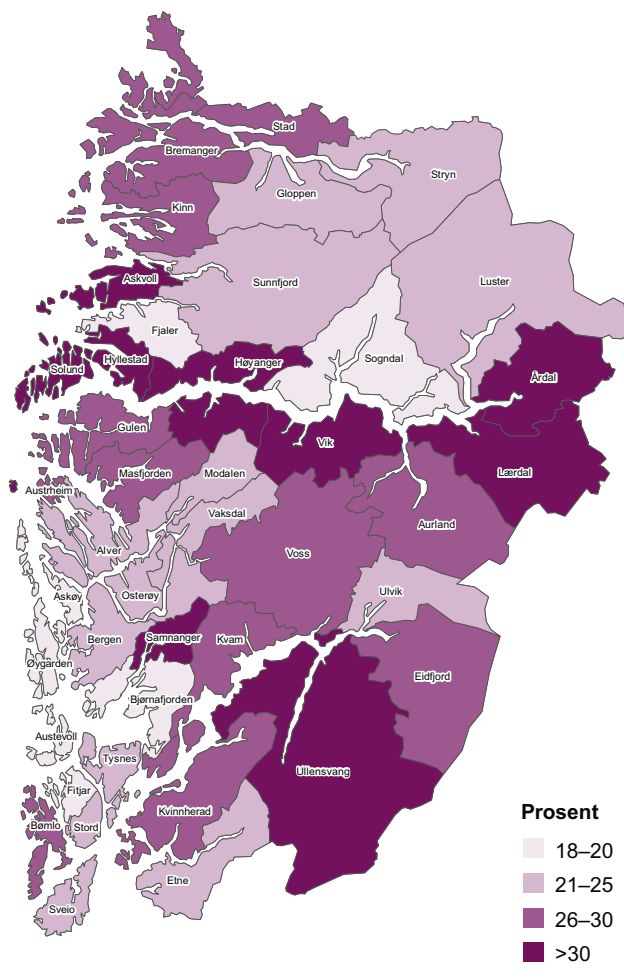 Stad
Bremanger
Stryn
Gloppen
Kinn
Askvoll
Sunnfjord
Luster
Fjaler
Hyllestad
Høyanger
Sogndal
Solund
Årdal
Gulen
Vik
Masfjorden
Modalen
Lærdal
Austrheim
Vaksdal
Aurland
Alver
Voss
Askøy
Osterøy
Ulvik
Bergen
Samnanger
Kvam
Øygarden
Eidfjord
Bjørnafjorden
Austevoll
Tysnes
Ullensvang
Fitjar
Kvinnherad
Bømlo
Stord
Etne
Sveio
Prosent
18–20
21–25
26–30
>30